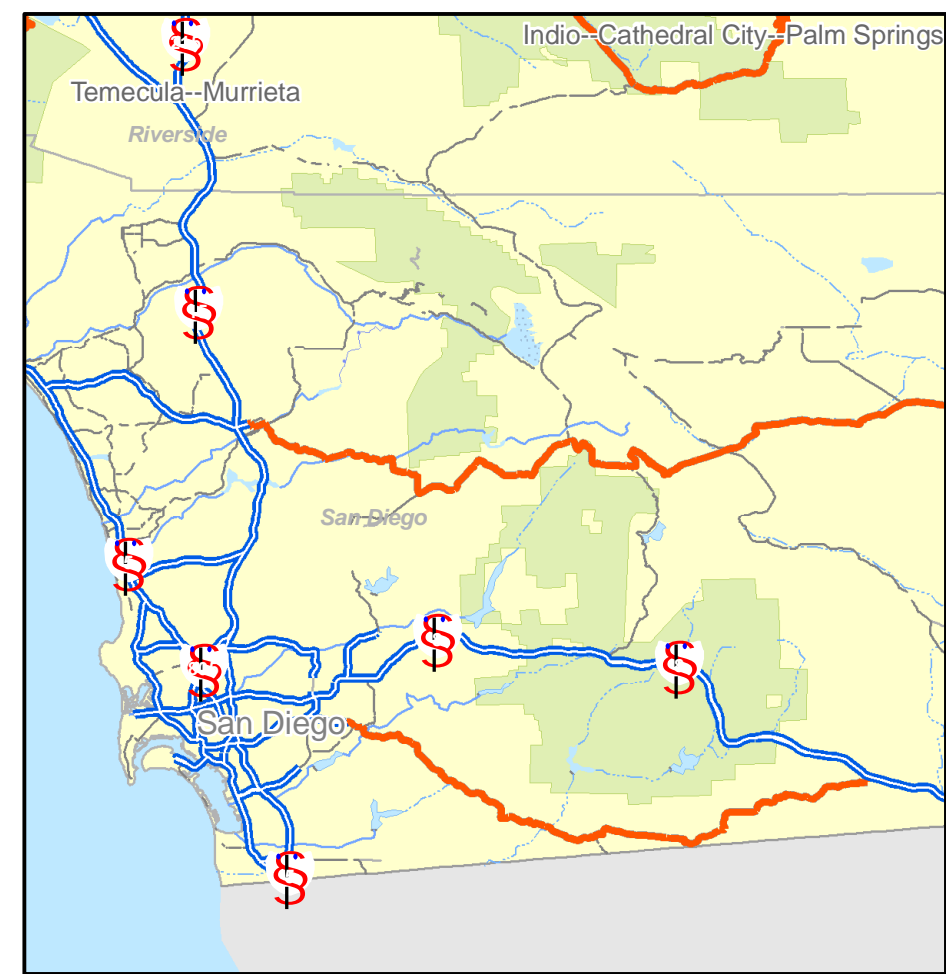 Indio--Cathedral City--Palm Springs
Temecula--Murrieta
Riverside
San Diego
San Diego